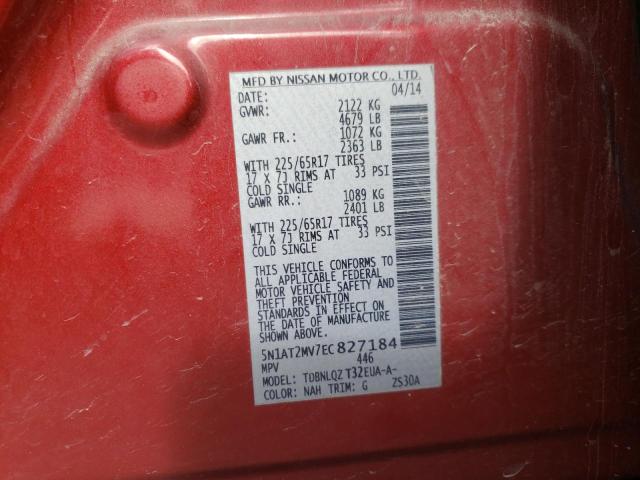 MFD BY NISSAN MOTOR CO., LTD.
DATE: 04/14
GVWR: 2122 KG
4679 LB
GAWR FR.: 1072 KG
2363 LB
WITH 225/65R17 TIRES
17 X 7J RIMS AT 33 PSI
COLD SINGLE
GAWR RR.: 1089 KG
2401 LB
WITH 225/65R17 TIRES
17 X 7J RIMS AT 33 PSI
COLD SINGLE
THIS VEHICLE CONFORMS TO
ALL APPLICABLE FEDERAL
MOTOR VEHICLE SAFETY AND
THEFT PREVENTION
STANDARDS IN EFFECT ON
THE DATE OF MANUFACTURE
5N1AT2MV7EC827184
MPV 446
MODEL: TDBNLQZ T32EUA-A-
COLOR: NAH TRIM: G ZS30A